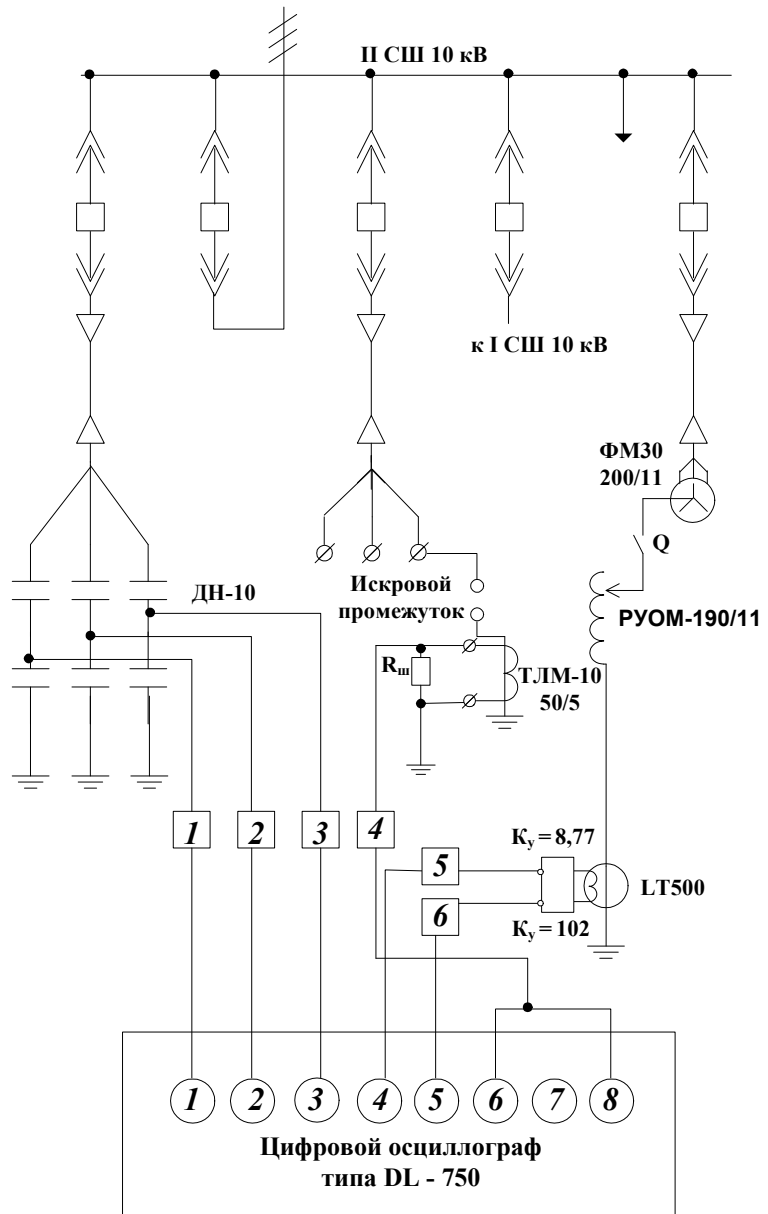 II СШ 10 кВ
к I СШ 10 кВ
ФМЗ0
200/11
Q
ДН-10
Искровой
промежуток
РУОМ-190/11
Rш
ТЛМ-10
50/5
1
2
3
4
Kу = 8,77
5
LT500
6
Kу = 102
1
2
3
4
5
6
7
8
Цифровой осциллограф
типа DL - 750